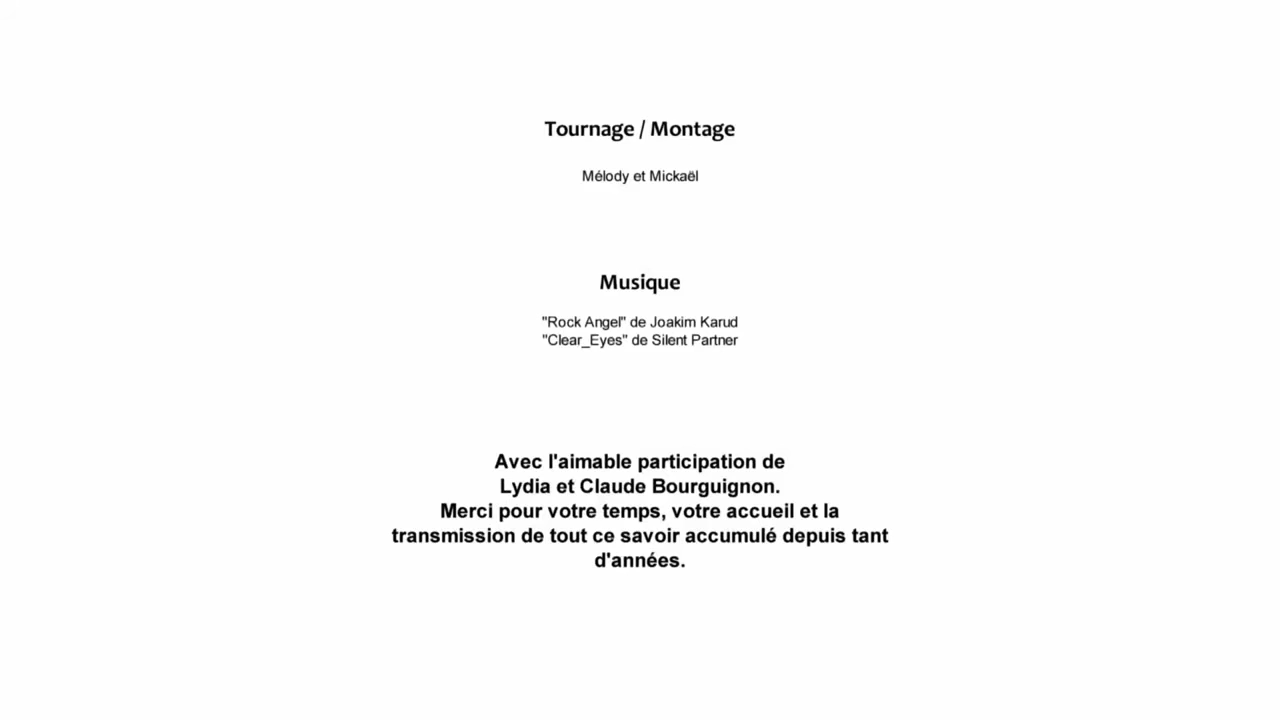 Tournage / Montage
Mélody et Mickaël
Musique
"Rock Angel" de Joakim Karud
"Clear_Eyes" de Silent Partner
Avec l'aimable participation de
Lydia et Claude Bourguignon.
Merci pour votre temps, votre accueil et la
transmission de tout ce savoir accumulé depuis tant
d'années.